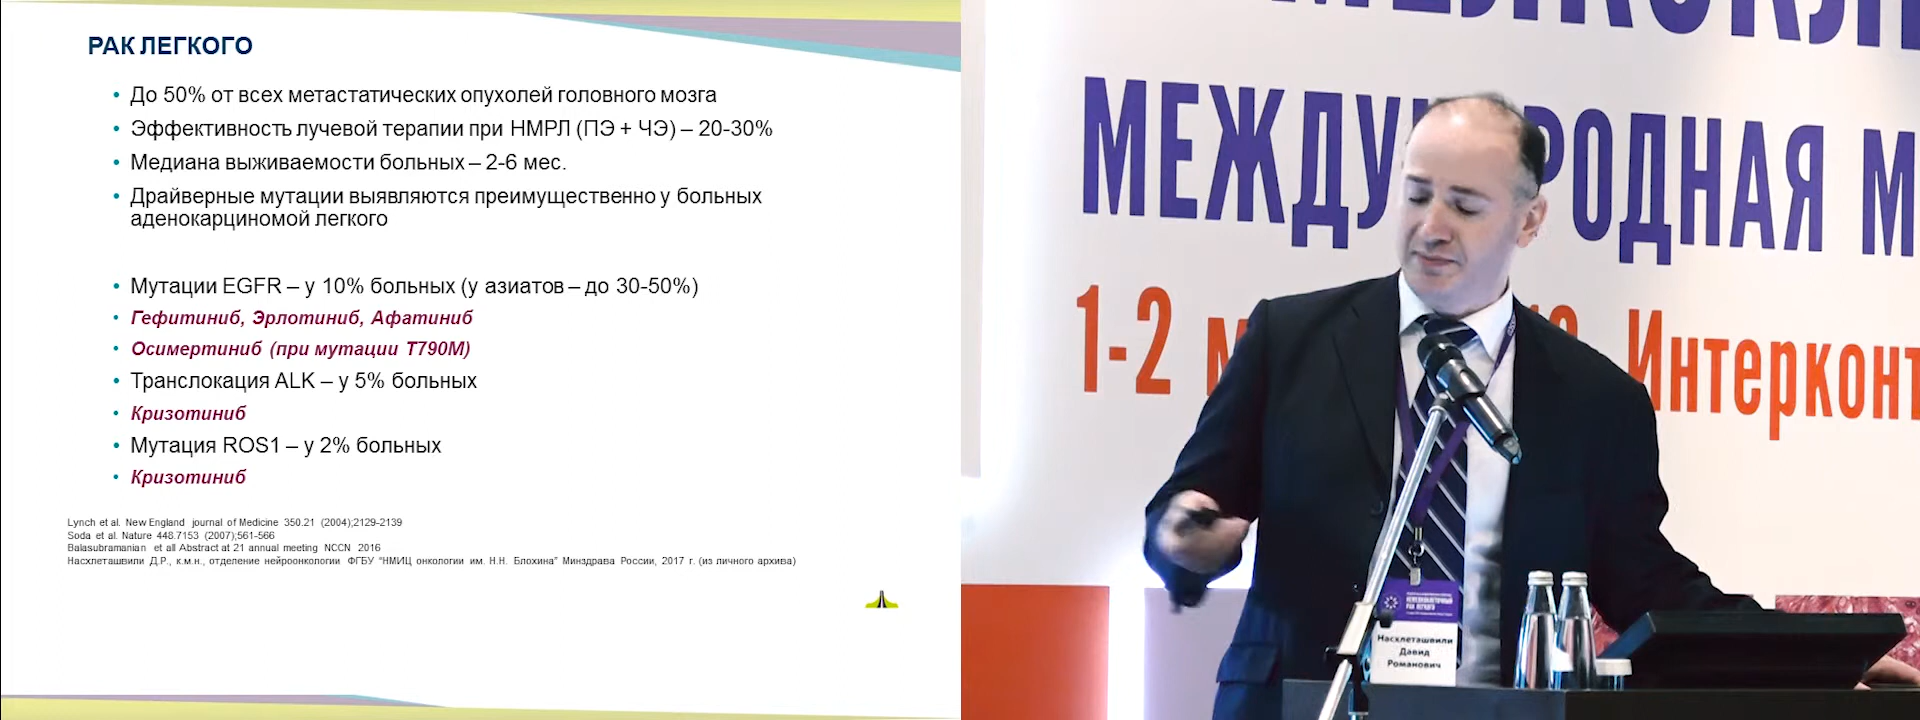 РАК ЛЕГКОГО
До 50% от всех метастатических опухолей головного мозга
Эффективность лучевой терапии при НМРЛ (ПЭ + ЧЭ) – 20-30%
Медиана выживаемости больных – 2-6 мес.
Драйверные мутации выявляются преимущественно у больных
аденокарциномой легкого
Мутации EGFR – у 10% больных (у азиатов – до 30-50%)
Гефитиниб, Эрлотиниб, Афатиниб
Осимертиниб (при мутации T790M)
Транслокация ALK – у 5% больных
Кризотиниб
Мутация ROS1 – у 2% больных
Кризотиниб
Lynch et al. New England journal of Medicine 350.21 (2004);2129-2139
Soda et al. Nature 448.7153 (2007);561-566
Balasubramanian et all Abstract at 21 annual meeting NCCN 2016
Насхлеташвили Д.Р., к.м.н., отделение нейроонкологии ФГБУ "НМИЦ онкологии им. Н.Н. Блохина" Минздрава России, 2017 г. (из личного архива)
МЕЖДУ РОДНАЯ М
1-2 м Интерконт
НЕМЕЛКОКЛЕТОЧНЫЙ
РАК ЛЕГКОГО
Насхлеташвили
Давид
Романович